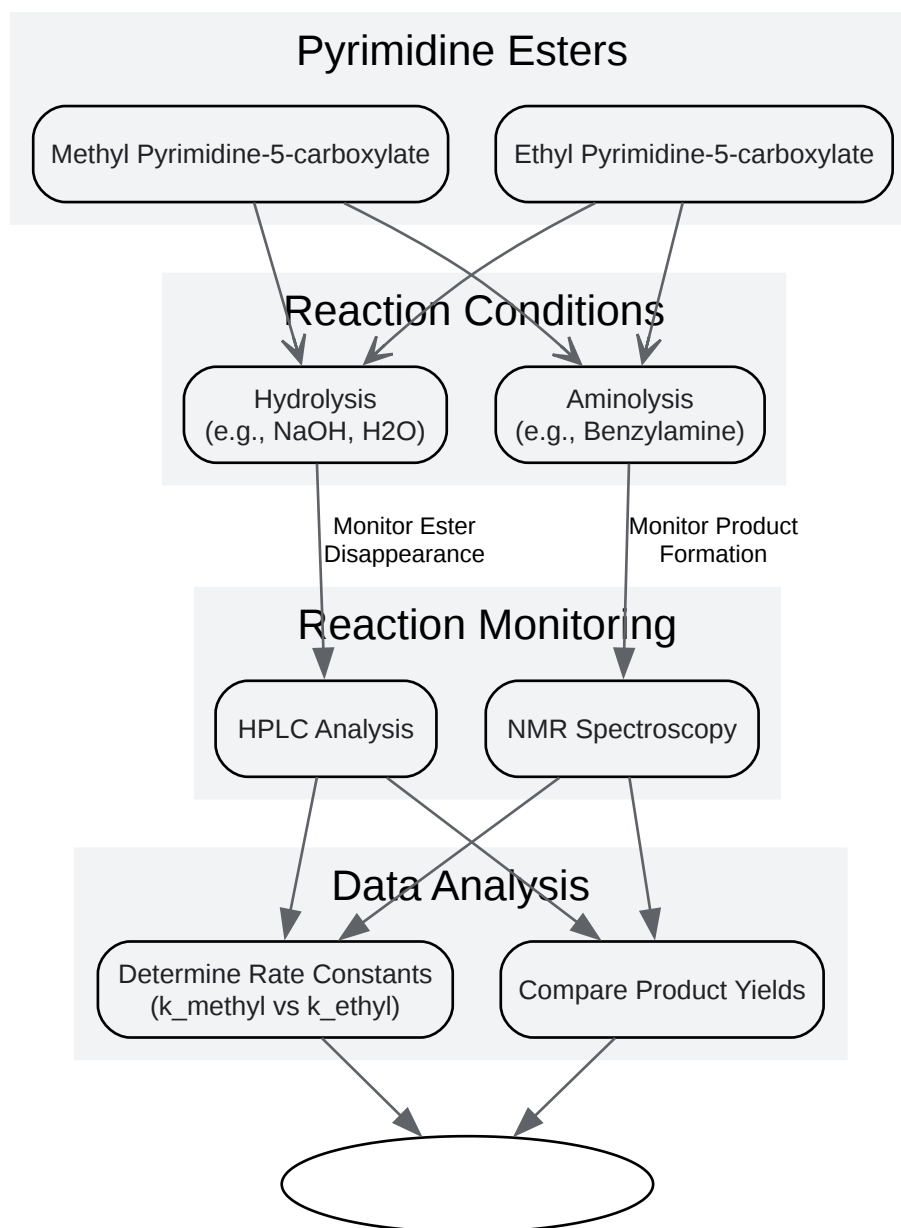 Pyrimidine Esters
Methyl Pyrimidine-5-carboxylate
Ethyl Pyrimidine-5-carboxylate
Reaction Conditions
Hydrolysis
(e.g., NaOH, H2O)
Aminolysis
(e.g., Benzylamine)
Monitor Ester
Disappearance
Monitor Product
Formation
Reaction Monitoring
HPLC Analysis
NMR Spectroscopy
Data Analysis
Determine Rate Constants
(k_methyl vs k_ethyl)
Compare Product Yields